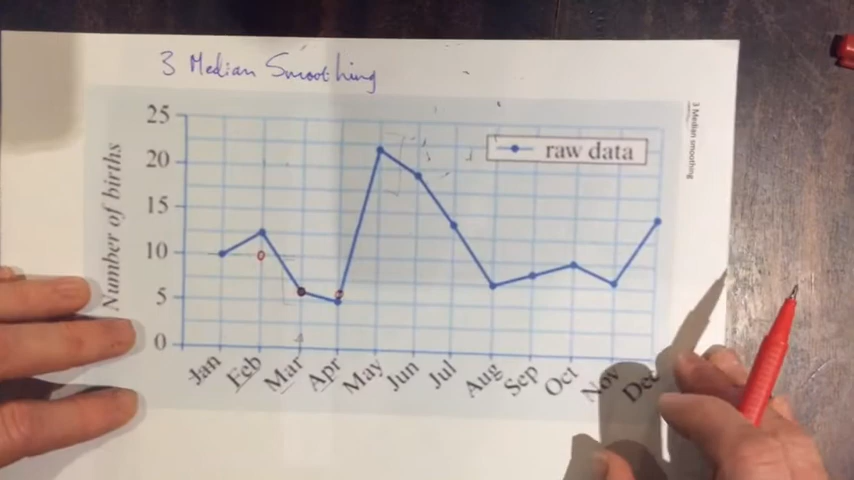 3 Median Smoothing
3 Median smoothing
25
20
15
10
5
0
Number of births
raw data
Jan Feb Mar Apr May Jun Jul Aug Sep Oct Nov Dec